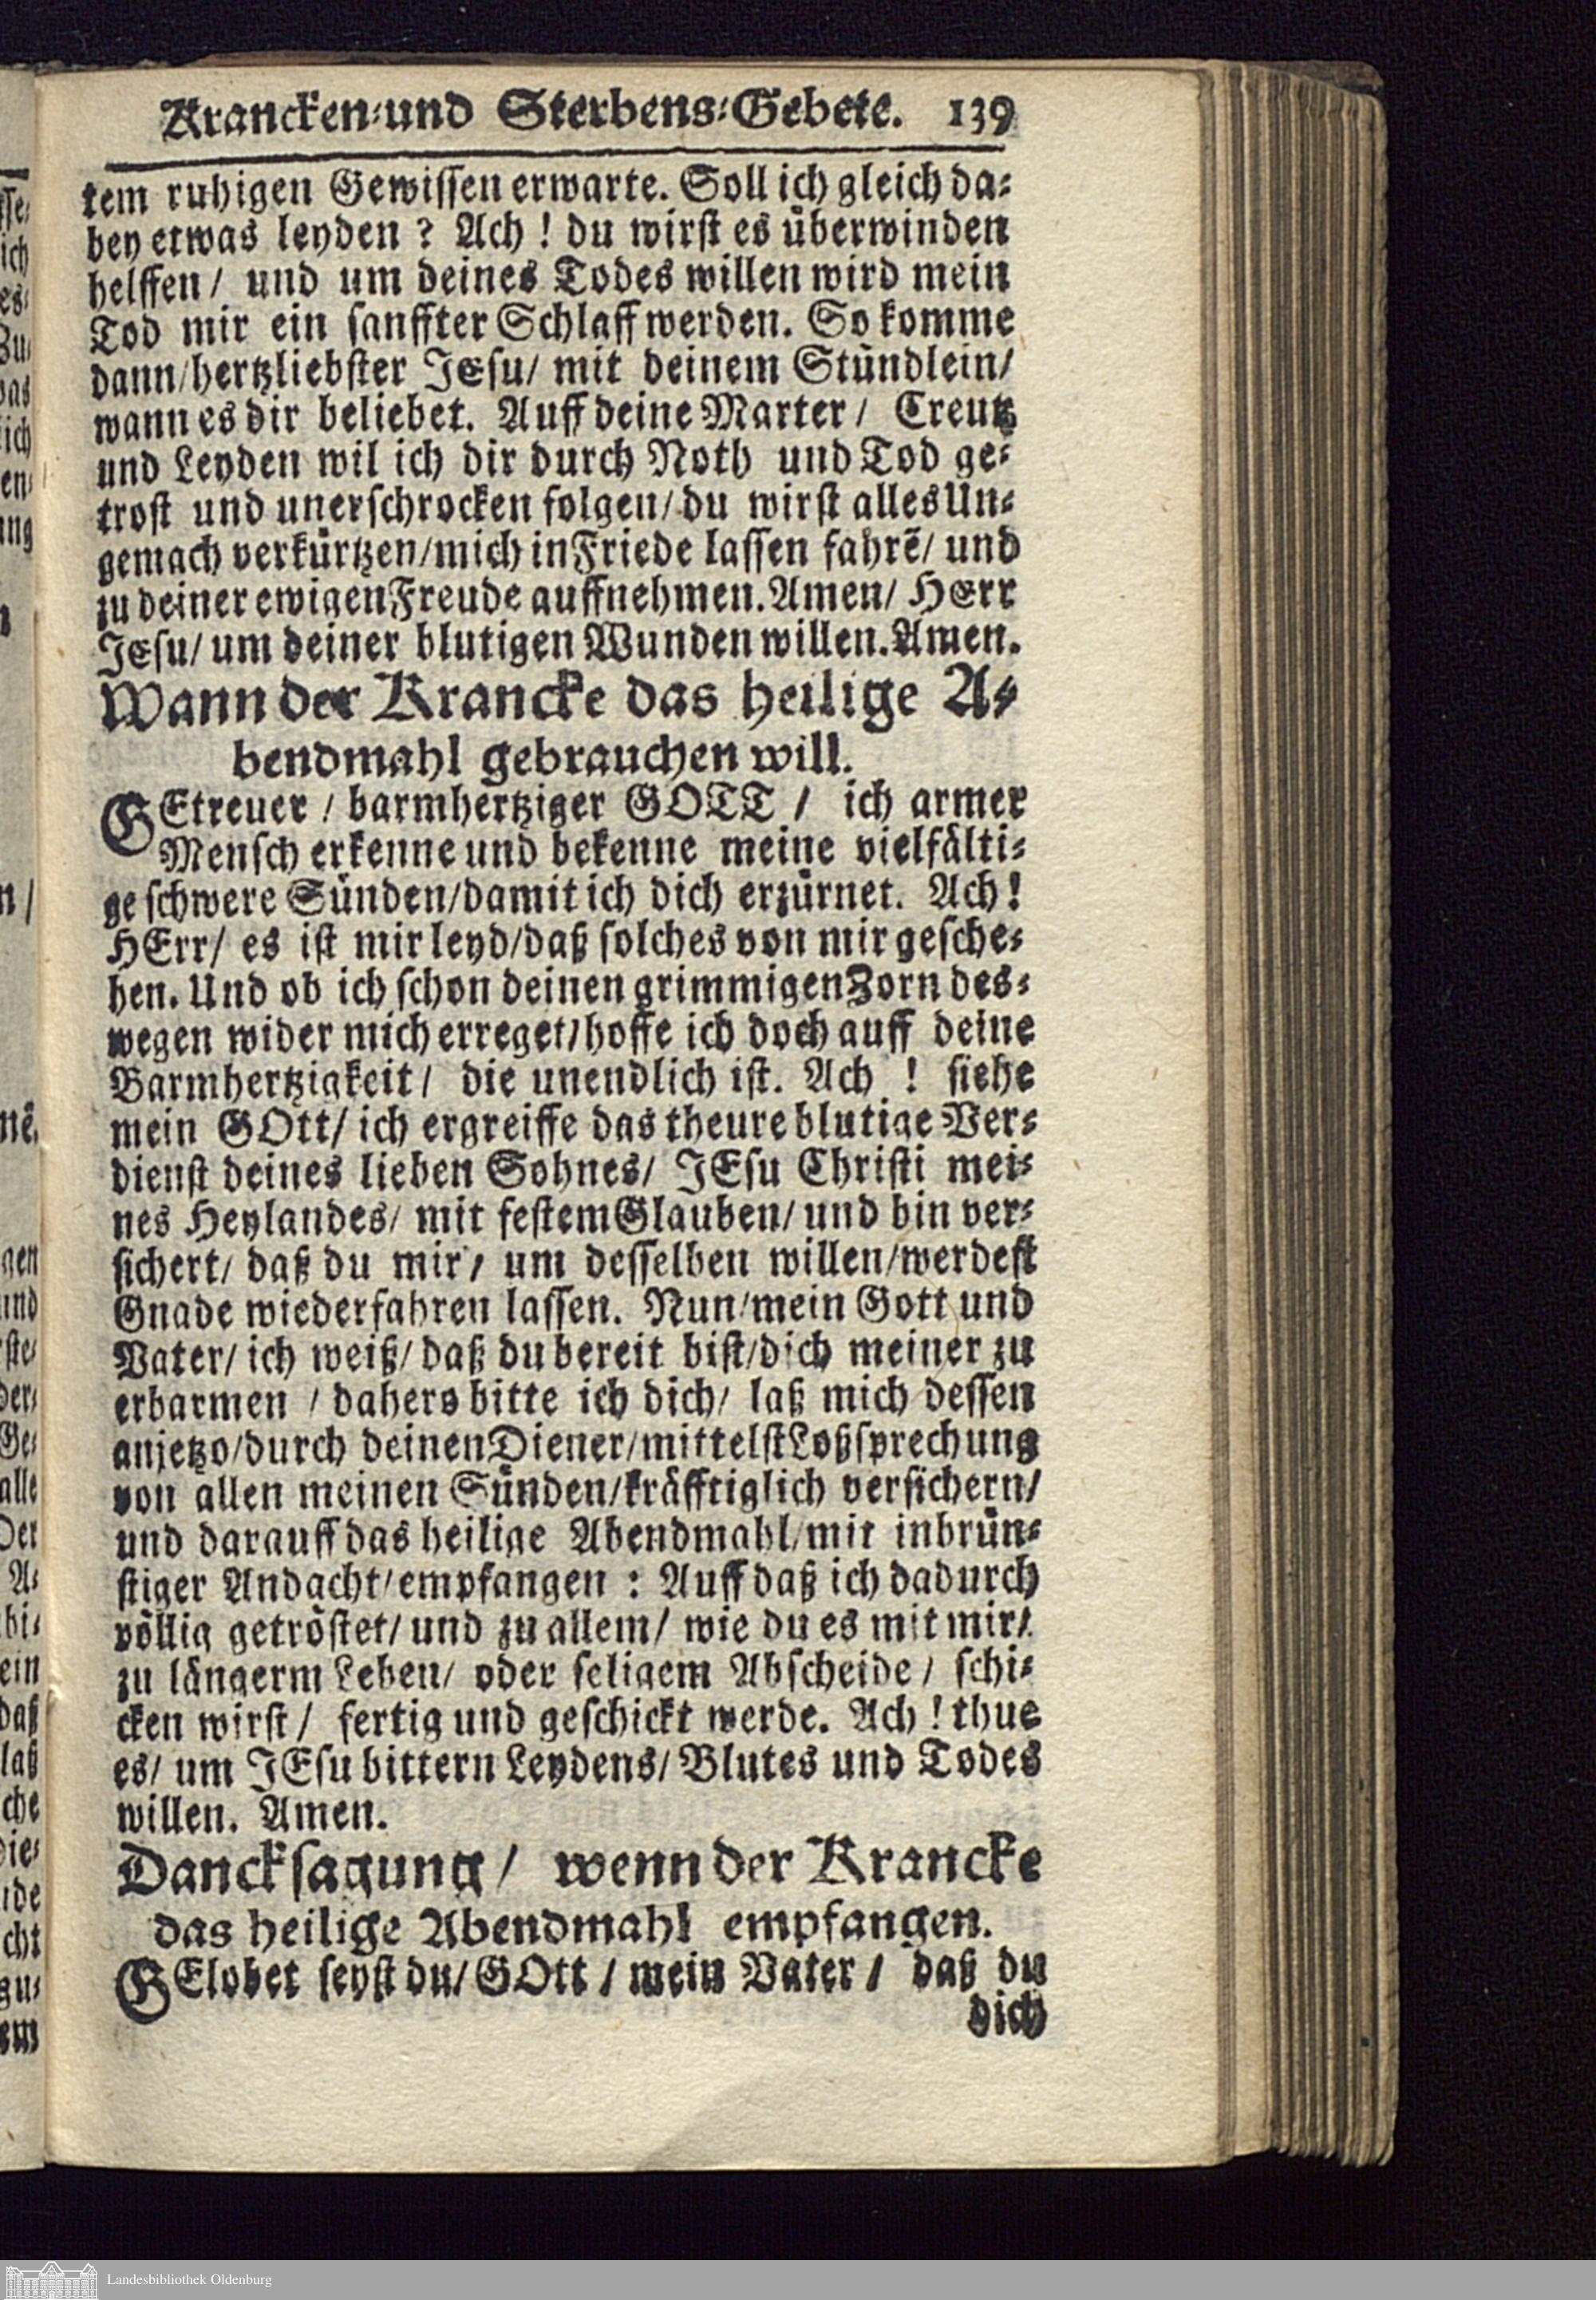 Krancken-und Sterbens-Gebete. 139
tem ruhigen Gewissen erwarte. Soll ich gleich da-
bey etwas leyden? Ach! du wirst es überwinden
helffen/ und um deines Todes willen wird mein
Tod mir ein sanffter Schlaff werden. So komme
dann/hertzliebster JEsu/ mit deinem Stündlein/
wann es dir beliebet. Auff deine Marter/ Creutz
und Leyden wil ich dir durch Noth und Tod ge-
trost und unerschrocken folgen/ du wirst alles Un-
gemach verkürtzen/mich in Friede lassen fahrẽ/ und
zu deiner ewigen Freude auffnehmen. Amen/ HErr
JEsu/ um deiner blutigen Wunden willen. Amen.
Wann der Krancke das heilige A-
bendmahl gebrauchen will.
GEtreuer / barmhertziger GOTT / ich armer
Mensch erkenne und bekenne meine vielfälti-
ge schwere Sünden/damit ich dich erzürnet. Ach!
HErr/ es ist mir leyd/daß solches von mir gesche-
hen. Und ob ich schon deinen grimmigen Zorn des-
wegen wider mich erreget/hoffe ich doch auff deine
Barmhertzigkeit/ die unendlich ist. Ach ! siehe
mein GOtt/ ich ergreiffe das theure blutige Ver-
dienst deines lieben Sohnes/ JEsu Christi mei-
nes Heylandes/ mit festem Glauben/ und bin ver-
sichert/ daß du mir/ um desselben willen/werdest
Gnade wiederfahren lassen. Nun/mein Gott und
Vater/ ich weiß/ daß du bereit bist/dich meiner zu
erbarmen / dahero bitte ich dich/ laß mich dessen
anjetzo/durch deinen Diener/mittelst Loßsprechung
von allen meinen Sünden/kräfftiglich versichern/
und darauff das heilige Abendmahl/mit inbrün-
stiger Andacht/empfangen : Auff daß ich dadurch
völlig getröstet/ und zu allem/ wie du es mit mir/
zu längerm Leben/ oder seligem Abscheide/ schi-
cken wirst/ fertig und geschickt werde. Ach ! thue
es/ um JEsu bittern Leydens/ Blutes und Todes
willen. Amen.
Dancksagung/ wenn der Krancke
das heilige Abendmahl empfangen.
GElobet seyst du/ GOtt / mein Vater / daß du
dich
Landesbibliothek Oldenburg